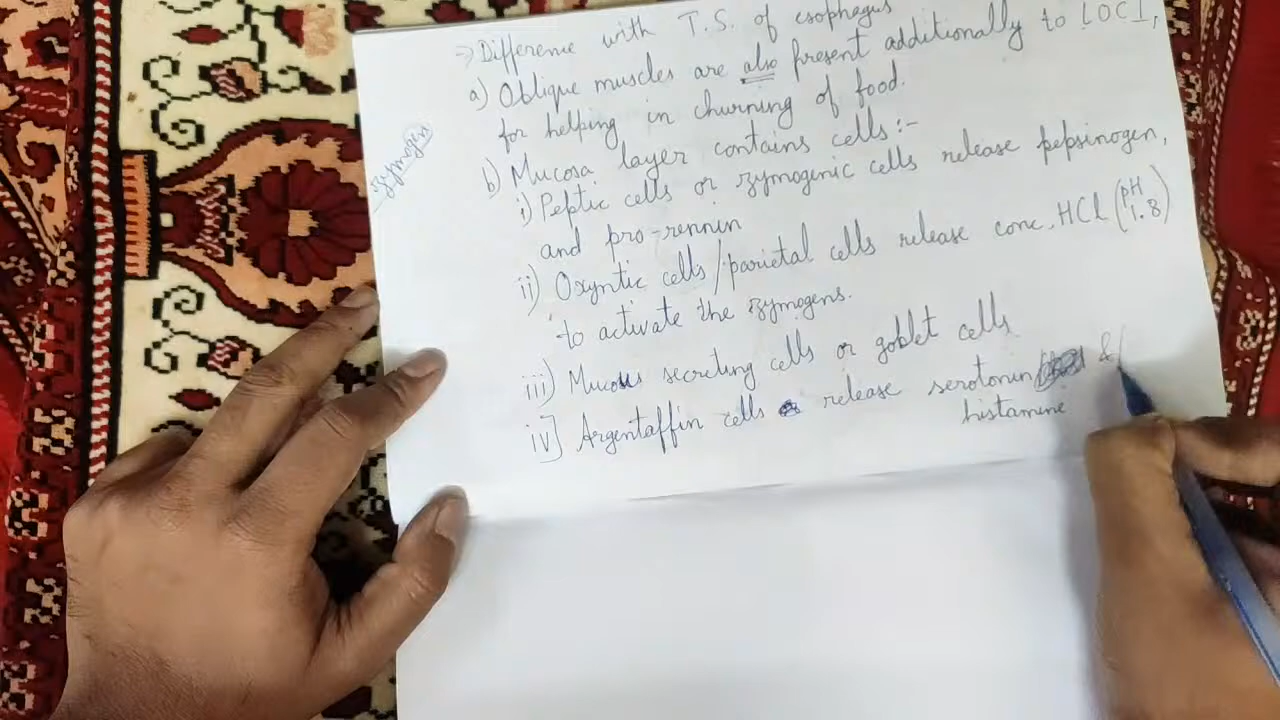 ⇒ Difference with T.S. of esophagus
a) Oblique muscles are also present additionally to LOCI,
for helping in churning of food.
zymogen
b) Mucosa layer contains cells:-
i) Peptic cells or zymogenic cells release pepsinogen,
and pro-rennin
ii) Oxyntic cells/parietal cells release conc. HCl (pH 1.8)
to activate the zymogens.
iii) Mucous secreting cells or goblet cells
iv] Argentaffin cells release serotonin &
histamine